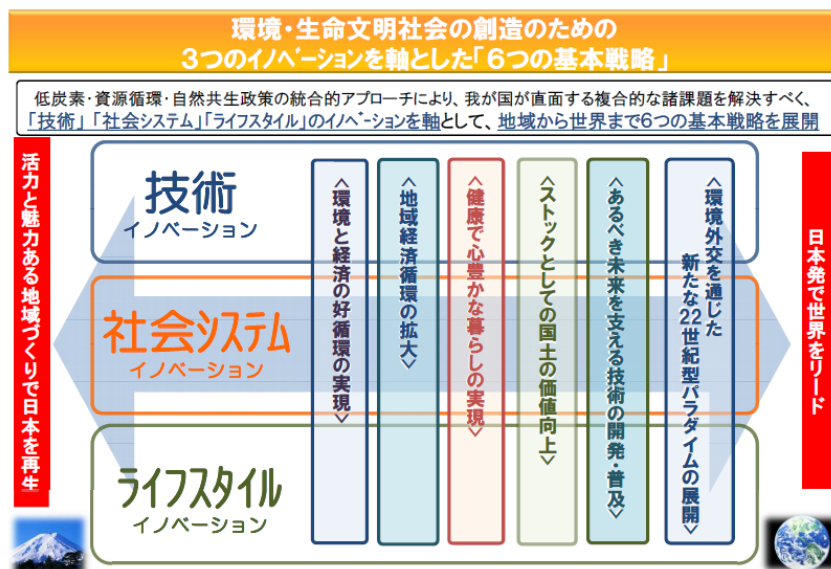 環境・生命文明社会の創造のための
3つのイノベーションを軸とした「6つの基本戦略」
低炭素・資源循環・自然共生政策の統合的アプローチにより、我が国が直面する複合的な諸課題を解決すべく、
「技術」「社会システム」「ライフスタイル」のイノベーションを軸として、地域から世界まで6つの基本戦略を展開
活力と魅力ある地域づくりで日本を再生
技術
イノベーション
社会システム
イノベーション
ライフスタイル
イノベーション
<環境と経済の好循環の実現>
<地域経済循環の拡大>
<健康で心豊かな暮らしの実現>
<ストックとしての国土の価値向上>
<あるべき未来を支える技術の開発・普及>
<環境外交を通じた
新たな22世紀型パラダイムの展開>
日本発で世界をリード